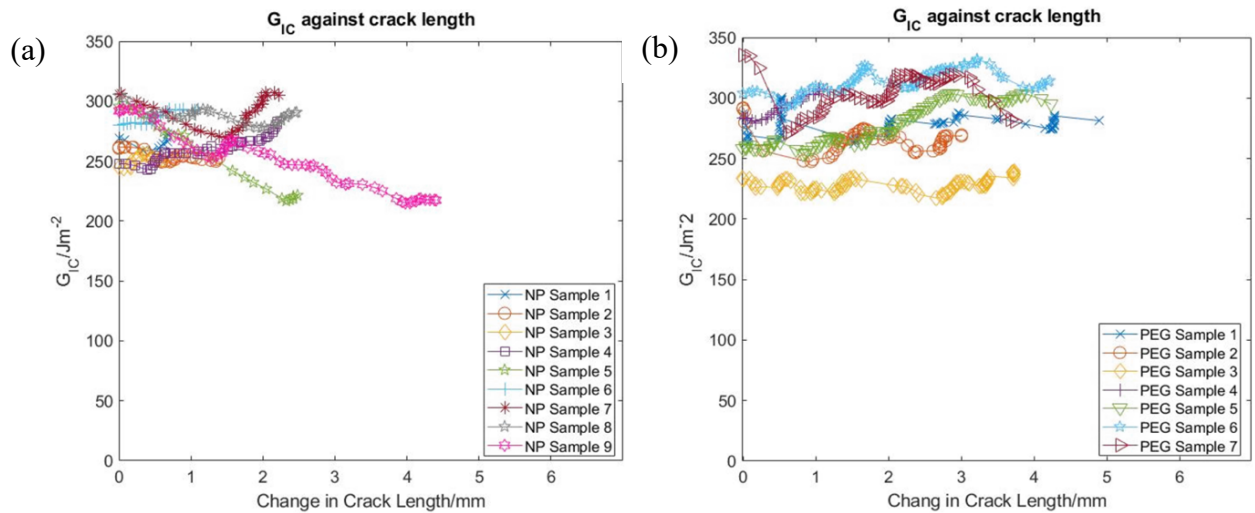 (a)
G_IC against crack length
350
300
250
200
150
100
50
0
G_IC/Jm^-2
0 1 2 3 4 5 6
Change in Crack Length/mm
NP Sample 1
NP Sample 2
NP Sample 3
NP Sample 4
NP Sample 5
NP Sample 6
NP Sample 7
NP Sample 8
NP Sample 9
(b)
G_IC against crack length
350
300
250
200
150
100
50
0
G_IC/Jm^-2
0 1 2 3 4 5 6
Chang in Crack Length/mm
PEG Sample 1
PEG Sample 2
PEG Sample 3
PEG Sample 4
PEG Sample 5
PEG Sample 6
PEG Sample 7